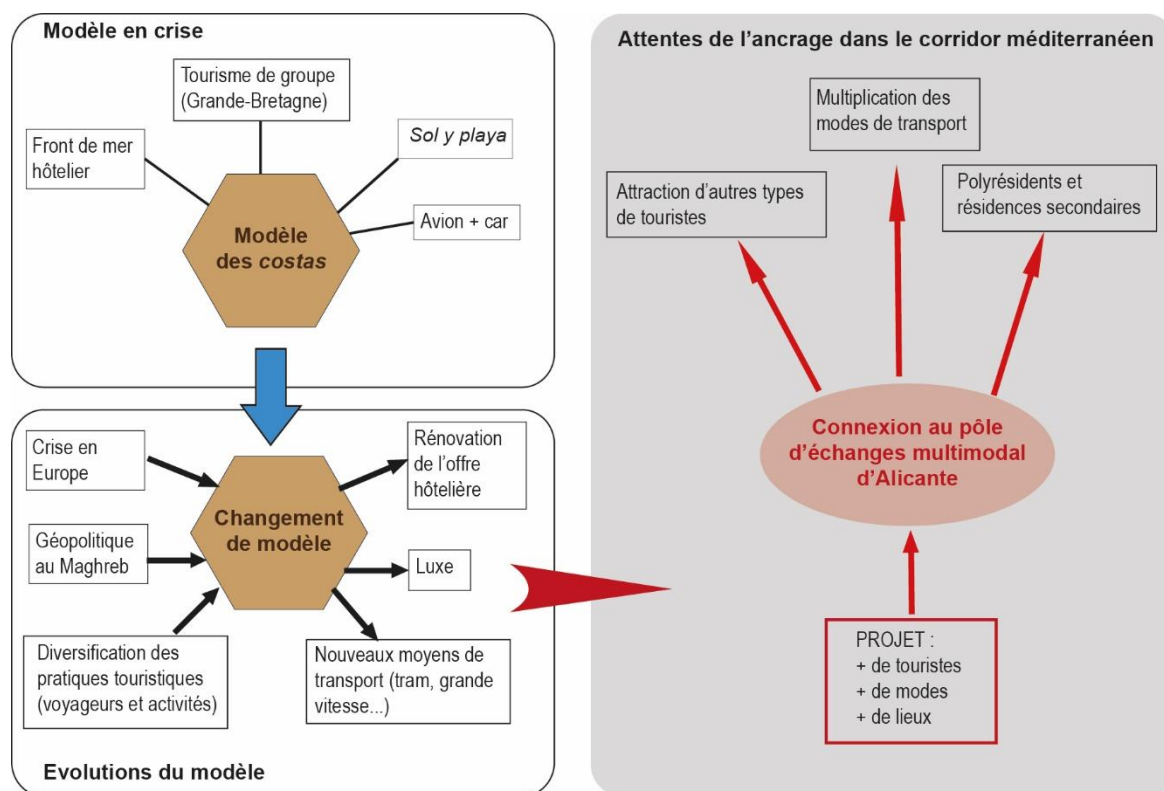 Modèle en crise
Tourisme de groupe
(Grande-Bretagne)
Front de mer
hôtelier
Sol y playa
Avion + car
Modèle
des costas
Crise en
Europe
Rénovation
de l’offre
hôtelière
Changement
de modèle
Géopolitique
au Maghreb
Luxe
Diversification des
pratiques touristiques
(voyageurs et activités)
Nouveaux moyens de
transport (tram, grande
vitesse...)
Evolutions du modèle
Attentes de l’ancrage dans le corridor méditerranéen
Multiplication des
modes de transport
Attraction d’autres types
de touristes
Polyrésidents et
résidences secondaires
Connexion au pôle
d’échanges multimodal
d’Alicante
PROJET :
+ de touristes
+ de modes
+ de lieux